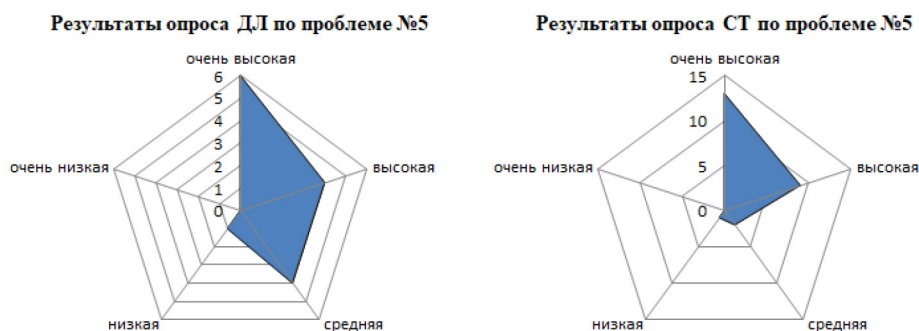 Результаты опроса ДЛ по проблеме №5
очень высокая
6
5
4
3
2
1
0
очень низкая
высокая
низкая
средняя
Результаты опроса СТ по проблеме №5
очень высокая
15
10
5
0
очень низкая
высокая
низкая
средняя